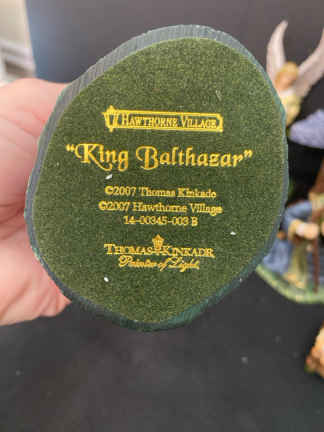 HAWTHORNE VILLAGE
"King Balthazar"
©2007 Thomas Kinkade
©2007 Hawthorne Village
14-00345-003 B
THOMAS KINKADE
Painter of Light